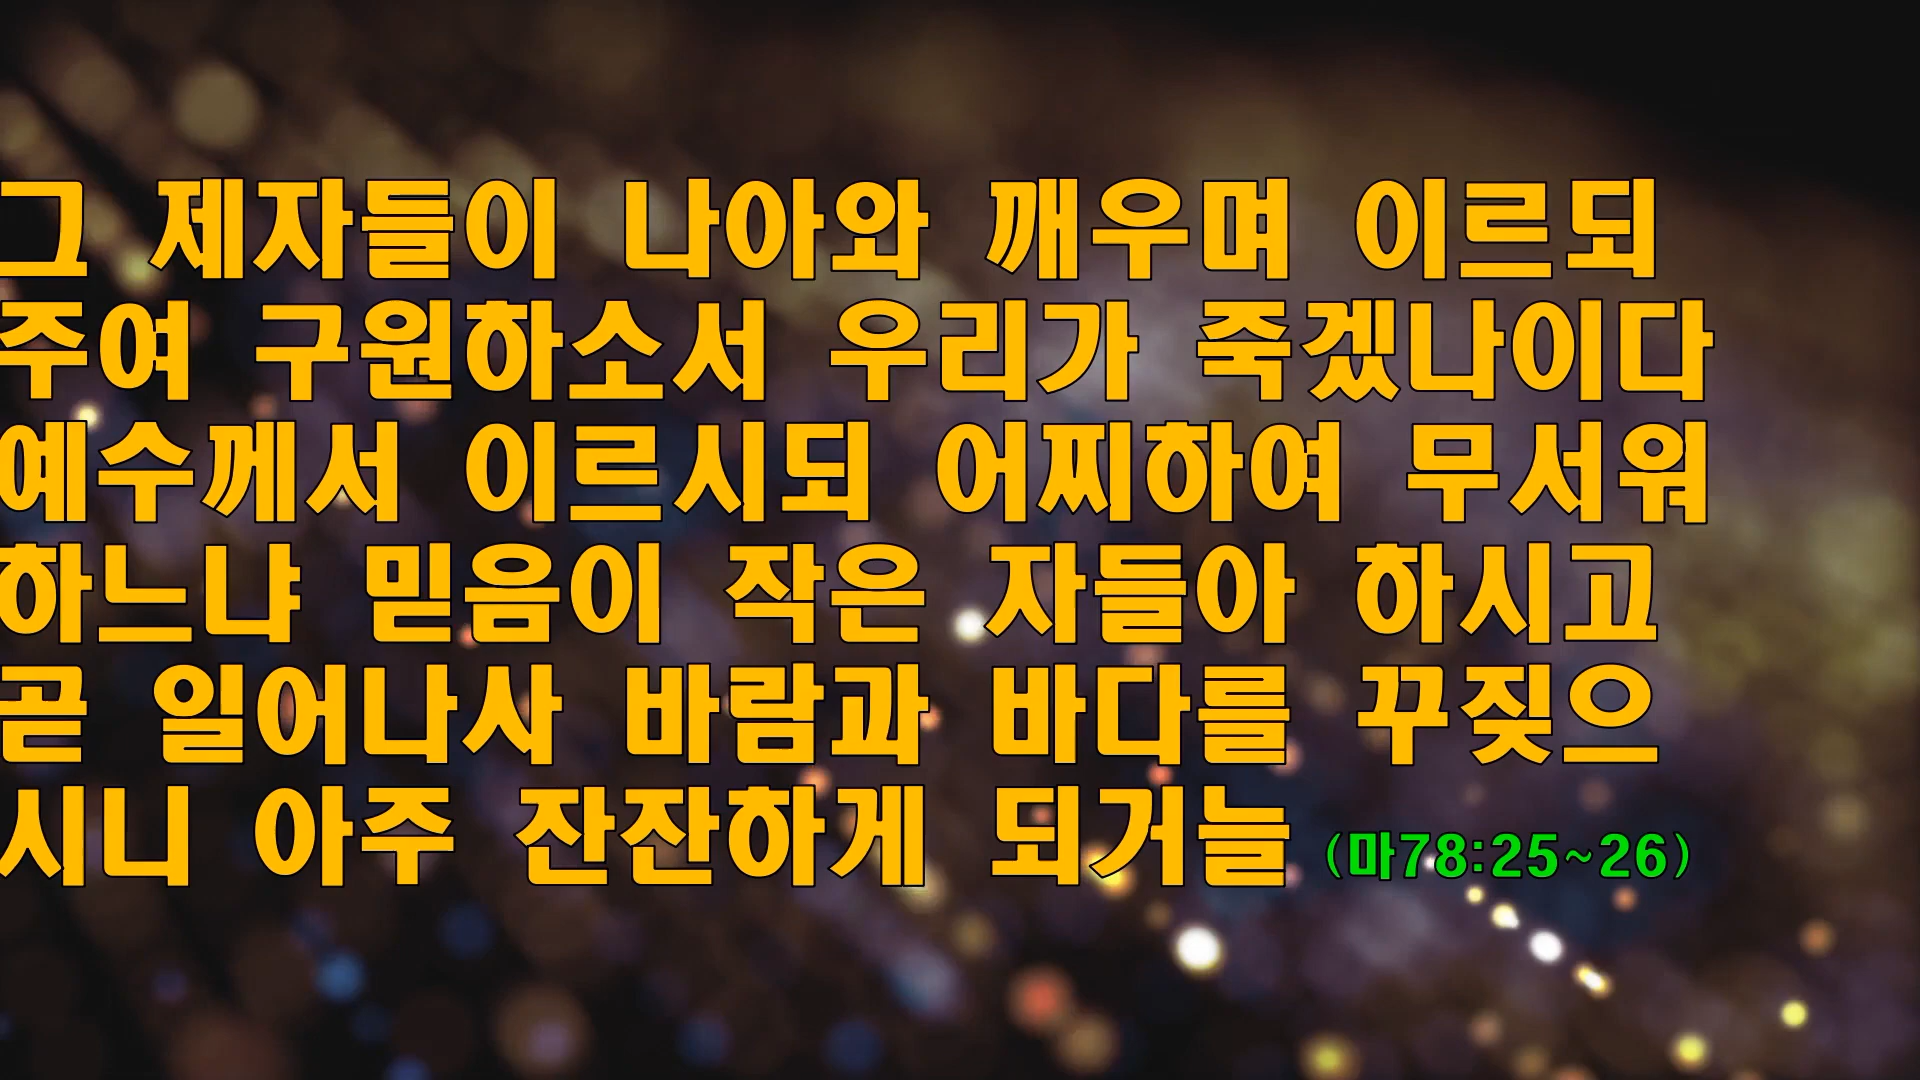 그 제자들이 나아와 깨우며 이르되
주여 구원하소서 우리가 죽겠나이다
예수께서 이르시되 어찌하여 무서워
하느냐 믿음이 작은 자들아 하시고
곧 일어나사 바람과 바다를 꾸짖으
시니 아주 잔잔하게 되거늘 (마78:25~26)